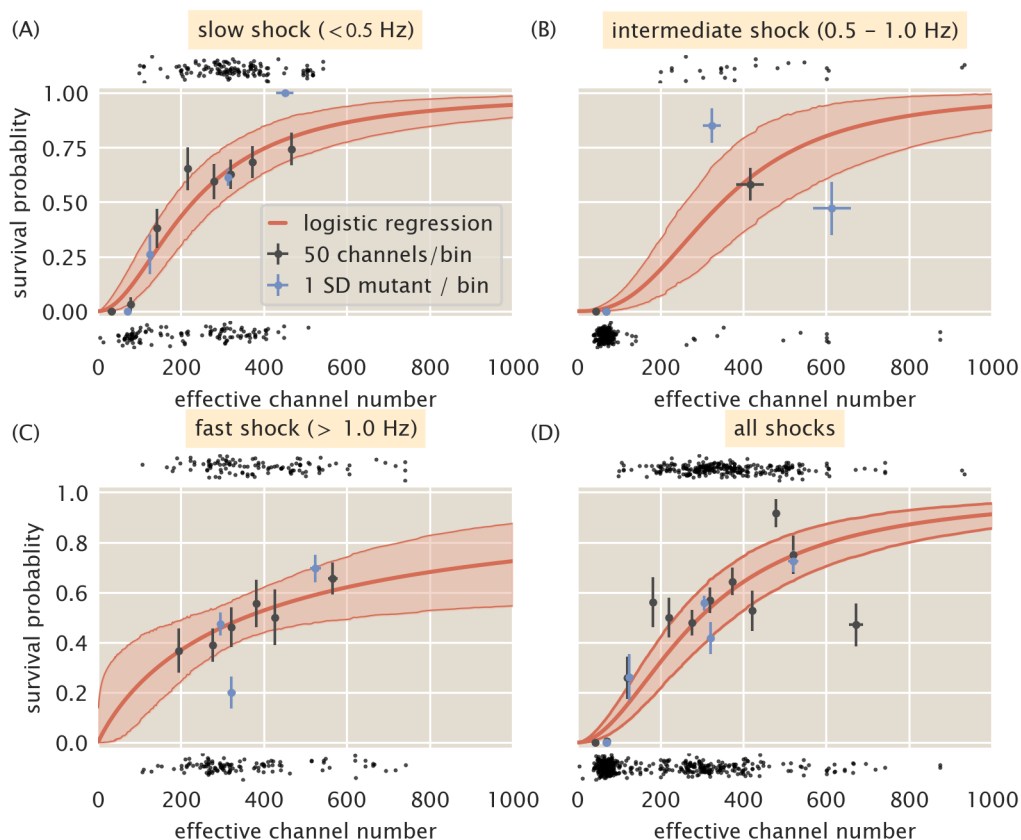 (A)
slow shock (<0.5 Hz)
1.00
0.75
0.50
0.25
0.00
survival probablity
logistic regression
50 channels/bin
1 SD mutant / bin
0 200 400 600 800 1000
effective channel number
(B)
intermediate shock (0.5 – 1.0 Hz)
0 200 400 600 800 1000
effective channel number
(C)
fast shock (> 1.0 Hz)
1.0
0.8
0.6
0.4
0.2
0.0
survival probablity
0 200 400 600 800 1000
effective channel number
(D)
all shocks
0 200 400 600 800 1000
effective channel number